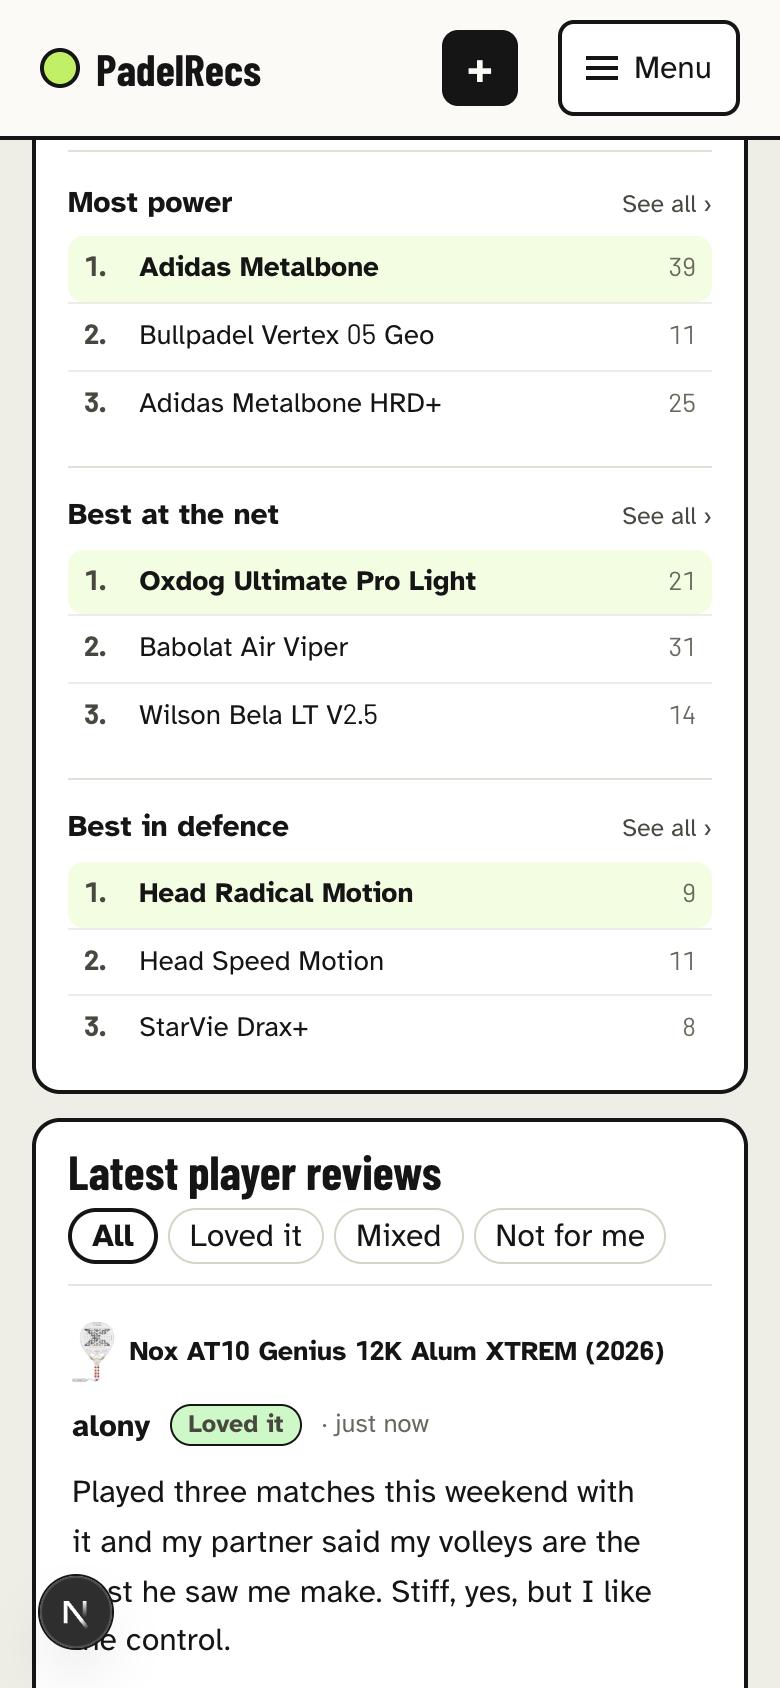 PadelRecs
+
Menu
Most power
See all ›
1. Adidas Metalbone 39
2. Bullpadel Vertex 05 Geo 11
3. Adidas Metalbone HRD+ 25
Best at the net
See all ›
1. Oxdog Ultimate Pro Light 21
2. Babolat Air Viper 31
3. Wilson Bela LT V2.5 14
Best in defence
See all ›
1. Head Radical Motion 9
2. Head Speed Motion 11
3. StarVie Drax+ 8
Latest player reviews
All Loved it Mixed Not for me
Nox AT10 Genius 12K Alum XTREM (2026)
alony Loved it · just now
Played three matches this weekend with
it and my partner said my volleys are the
he saw me make. Stiff, yes, but I like
control.
N